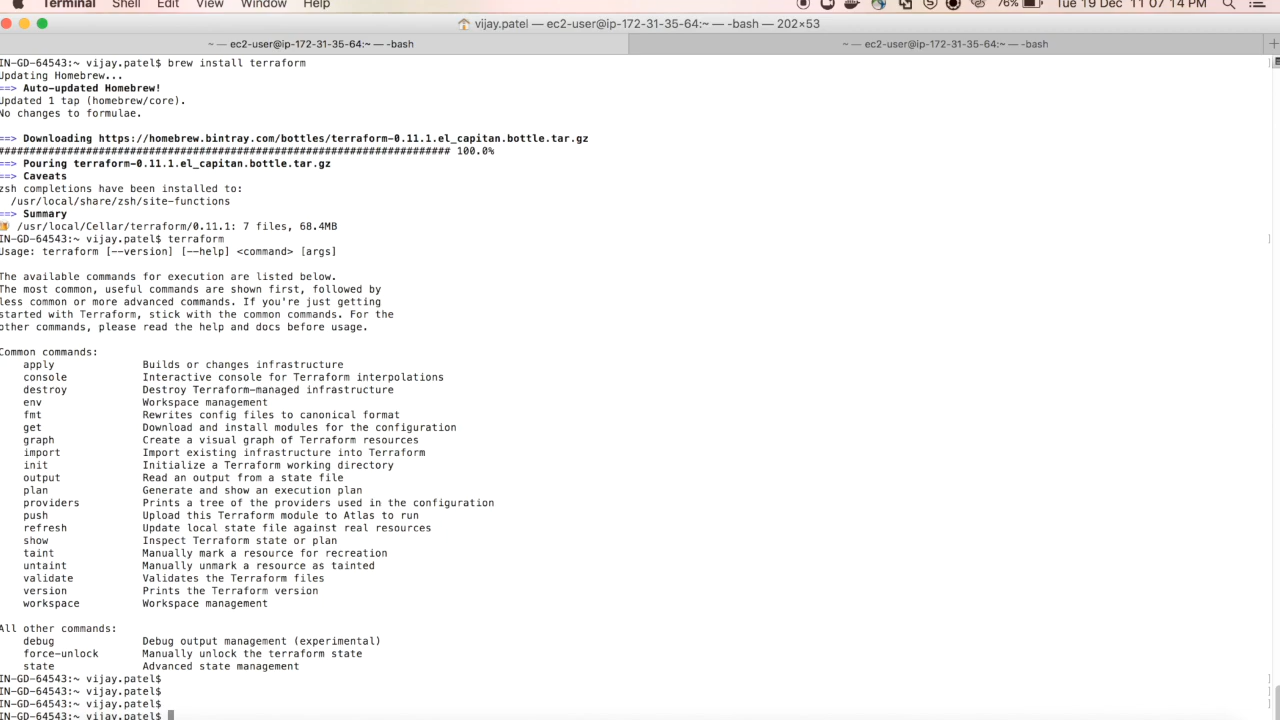 Terminal Shell Edit View Window Help 76% Tue 19 Dec 11 07 14 PM
vijay.patel — ec2-user@ip-172-31-35-64:~ — -bash — 202×53
~ — ec2-user@ip-172-31-35-64:~ — -bash ~ — ec2-user@ip-172-31-35-64:~ — -bash
IN-GD-64543:~ vijay.patel$ brew install terraform
Updating Homebrew...
==> Auto-updated Homebrew!
Updated 1 tap (homebrew/core).
No changes to formulae.
==> Downloading https://homebrew.bintray.com/bottles/terraform-0.11.1.el_capitan.bottle.tar.gz
######################################################################## 100.0%
==> Pouring terraform-0.11.1.el_capitan.bottle.tar.gz
==> Caveats
zsh completions have been installed to:
/usr/local/share/zsh/site-functions
==> Summary
/usr/local/Cellar/terraform/0.11.1: 7 files, 68.4MB
IN-GD-64543:~ vijay.patel$ terraform
Usage: terraform [--version] [--help] <command> [args]
The available commands for execution are listed below.
The most common, useful commands are shown first, followed by
less common or more advanced commands. If you're just getting
started with Terraform, stick with the common commands. For the
other commands, please read the help and docs before usage.
Common commands:
apply Builds or changes infrastructure
console Interactive console for Terraform interpolations
destroy Destroy Terraform-managed infrastructure
env Workspace management
fmt Rewrites config files to canonical format
get Download and install modules for the configuration
graph Create a visual graph of Terraform resources
import Import existing infrastructure into Terraform
init Initialize a Terraform working directory
output Read an output from a state file
plan Generate and show an execution plan
providers Prints a tree of the providers used in the configuration
push Upload this Terraform module to Atlas to run
refresh Update local state file against real resources
show Inspect Terraform state or plan
taint Manually mark a resource for recreation
untaint Manually unmark a resource as tainted
validate Validates the Terraform files
version Prints the Terraform version
workspace Workspace management
All other commands:
debug Debug output management (experimental)
force-unlock Manually unlock the terraform state
state Advanced state management
IN-GD-64543:~ vijay.patel$
IN-GD-64543:~ vijay.patel$
IN-GD-64543:~ vijay.patel$
IN-GD-64543:~ vijay.patel$